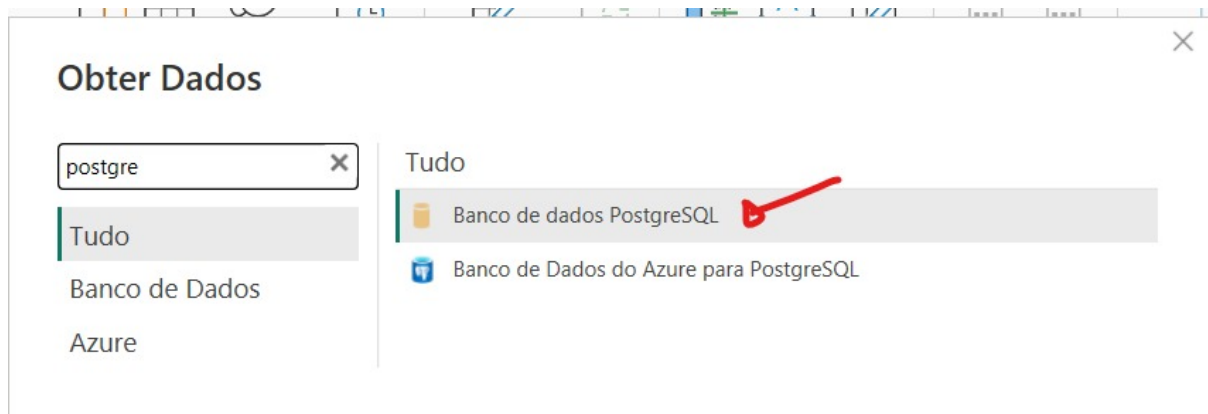 Obter Dados
postgre
Tudo
Banco de Dados
Azure
Tudo
Banco de dados PostgreSQL
Banco de Dados do Azure para PostgreSQL